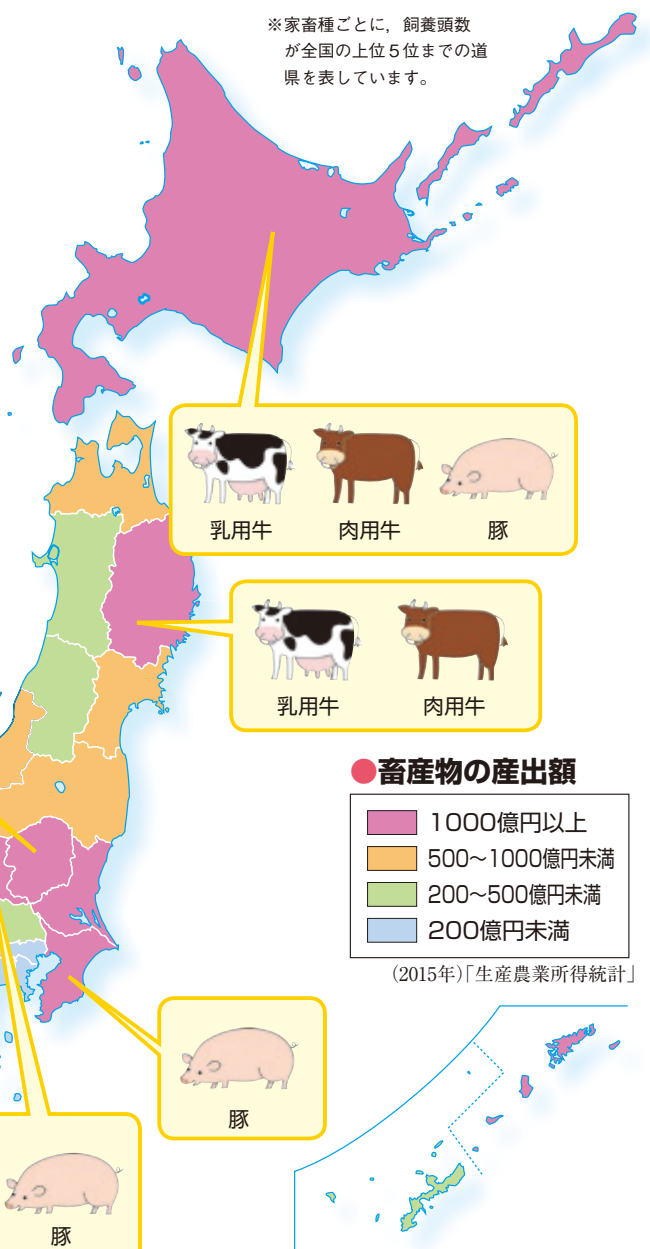 ※家畜種ごとに，飼養頭数
が全国の上位５位までの道
県を表しています。
乳用牛
肉用牛
豚
乳用牛
肉用牛
●畜産物の産出額
1000億円以上
500〜1000億円未満
200〜500億円未満
200億円未満
(2015年)「生産農業所得統計」
豚
豚